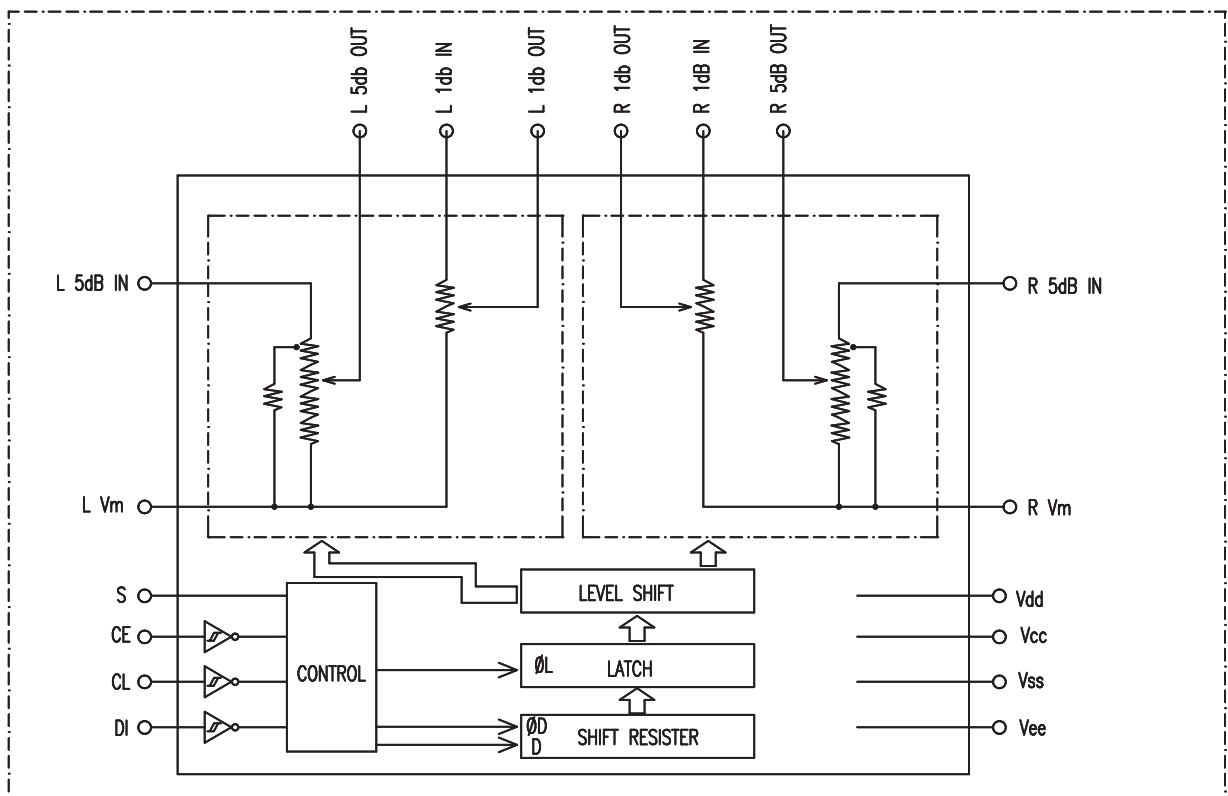 L 5db OUT
L 1db IN
L 1db OUT
R 1db OUT
R 1dB IN
R 5dB OUT
L 5dB IN
R 5dB IN
L Vm
R Vm
LEVEL SHIFT
S
Vdd
CE
Vcc
CONTROL
ØL
LATCH
CL
Vss
DI
ØD
D
SHIFT RESISTER
Vee